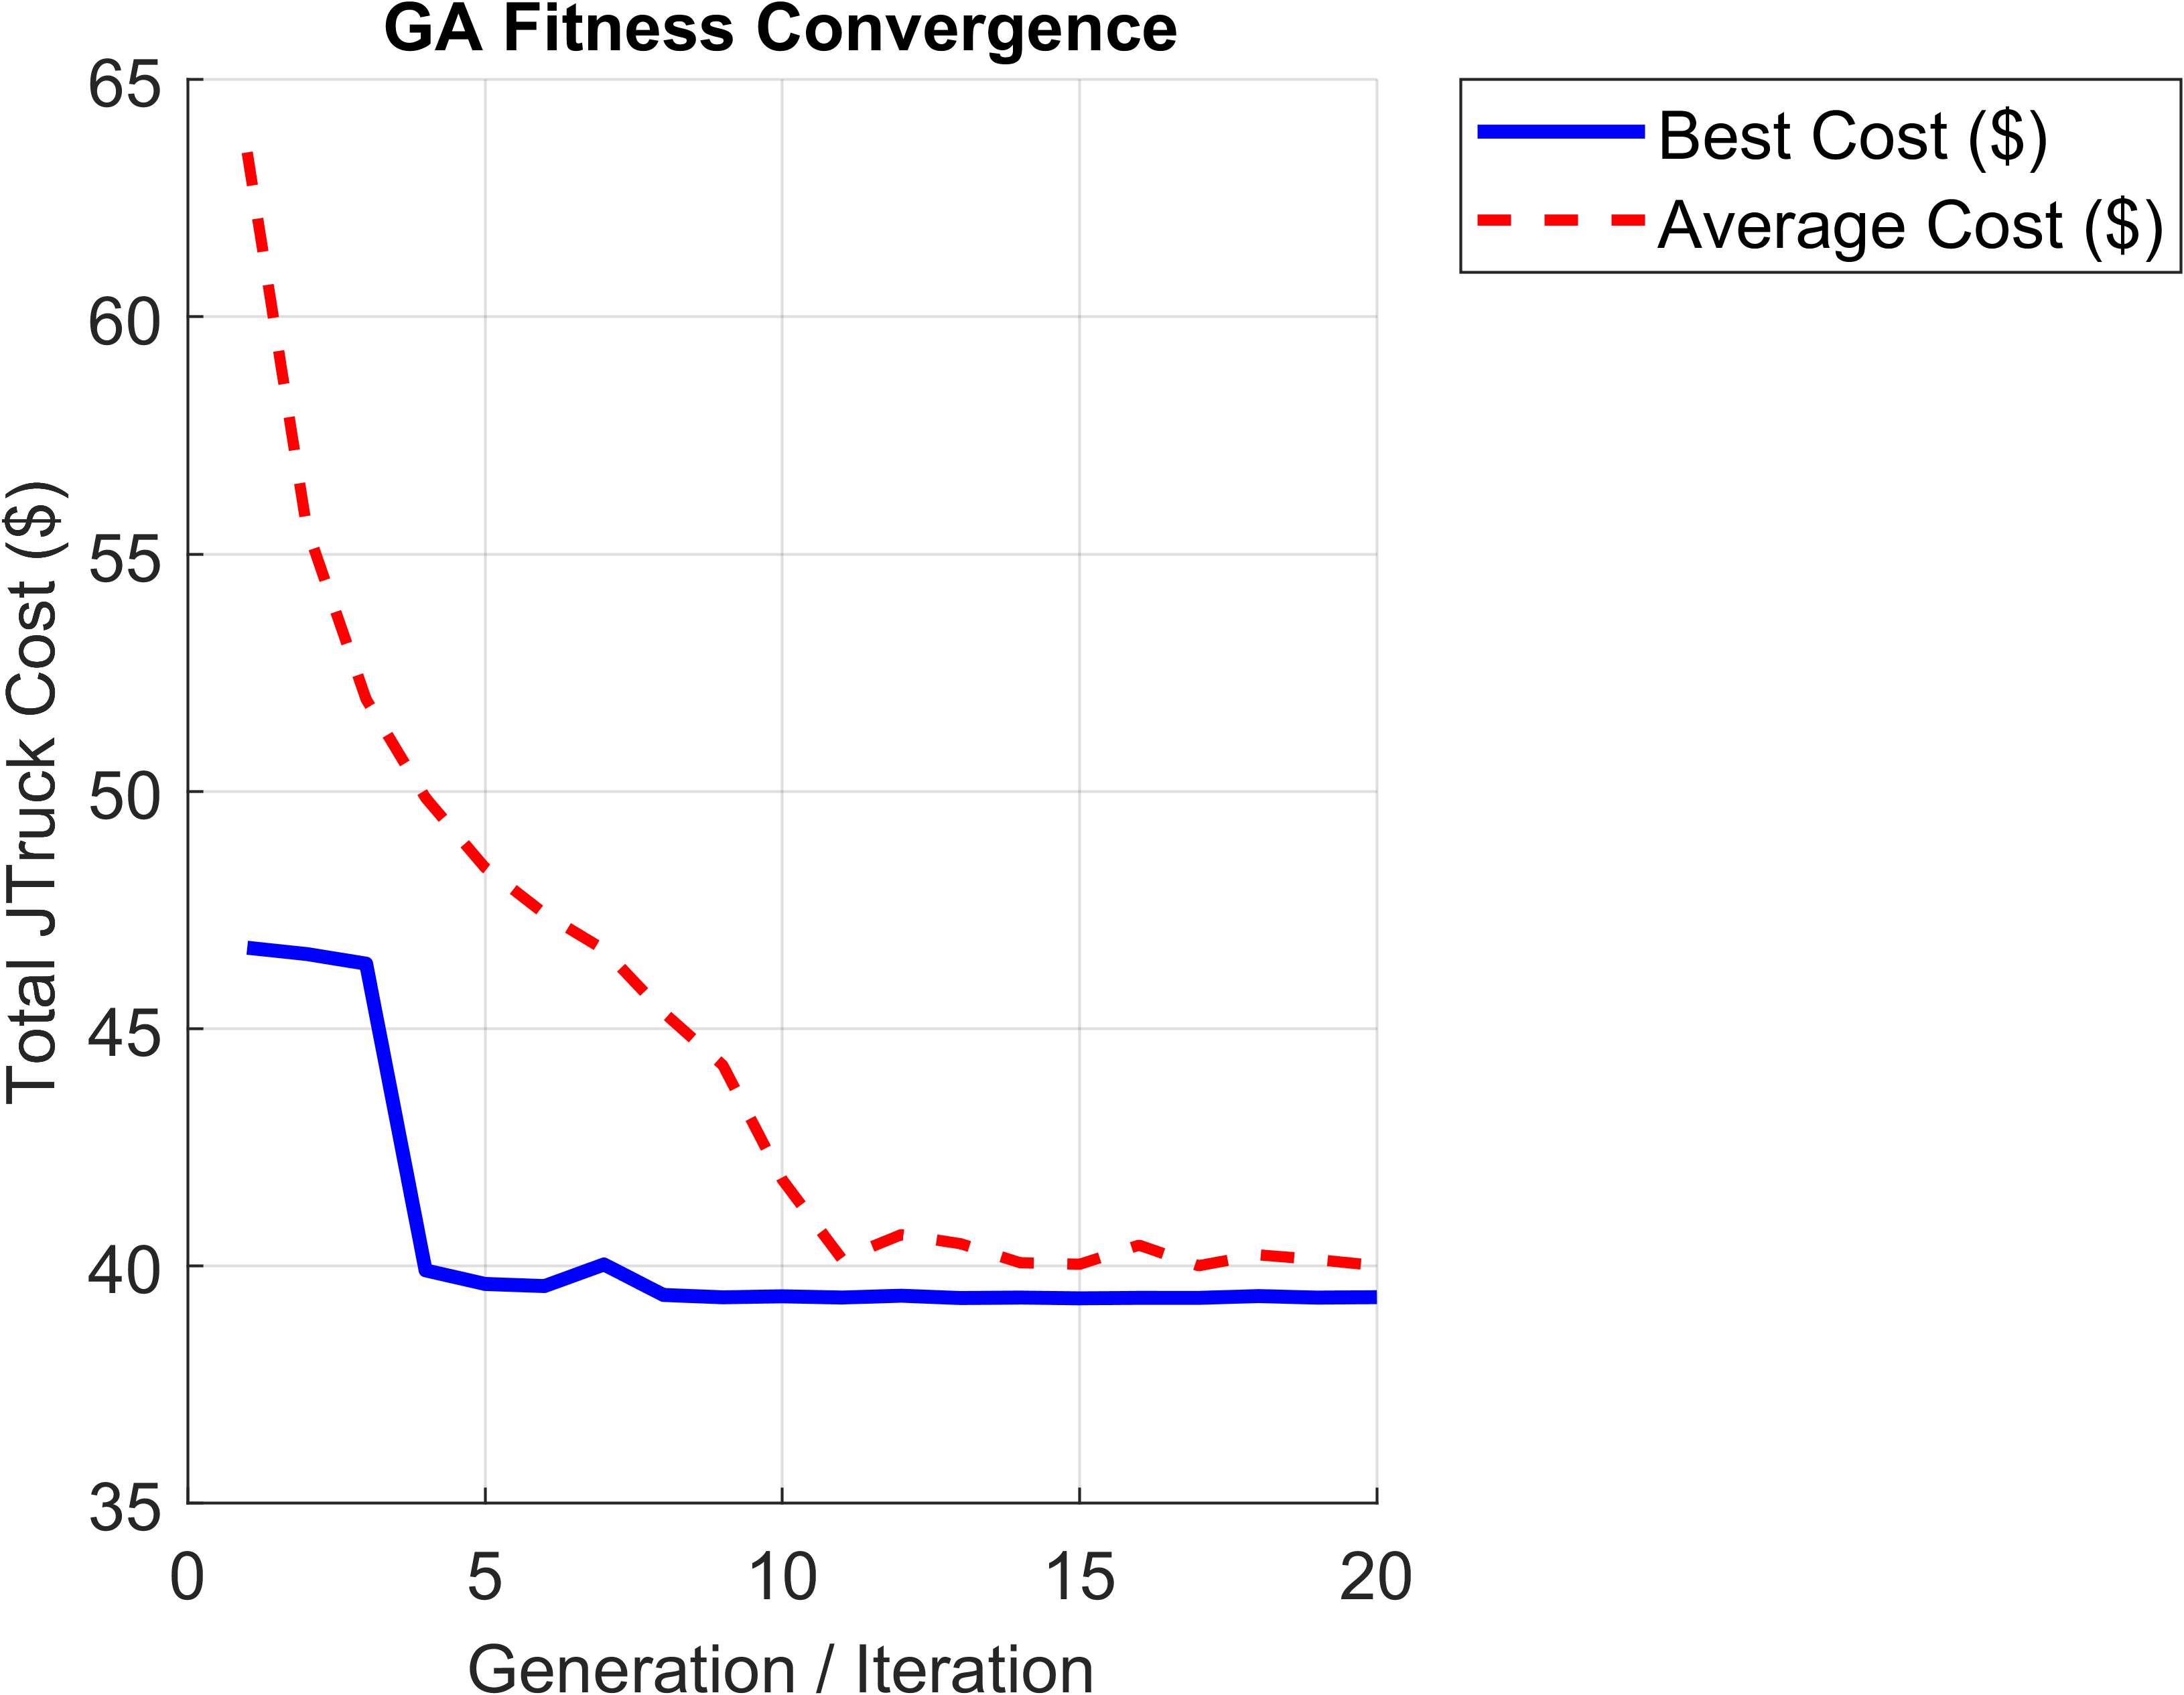 GA Fitness Convergence
Best Cost ($)
Average Cost ($)
Total JTruck Cost ($)
65
60
55
50
45
40
35
0 5 10 15 20
Generation / Iteration